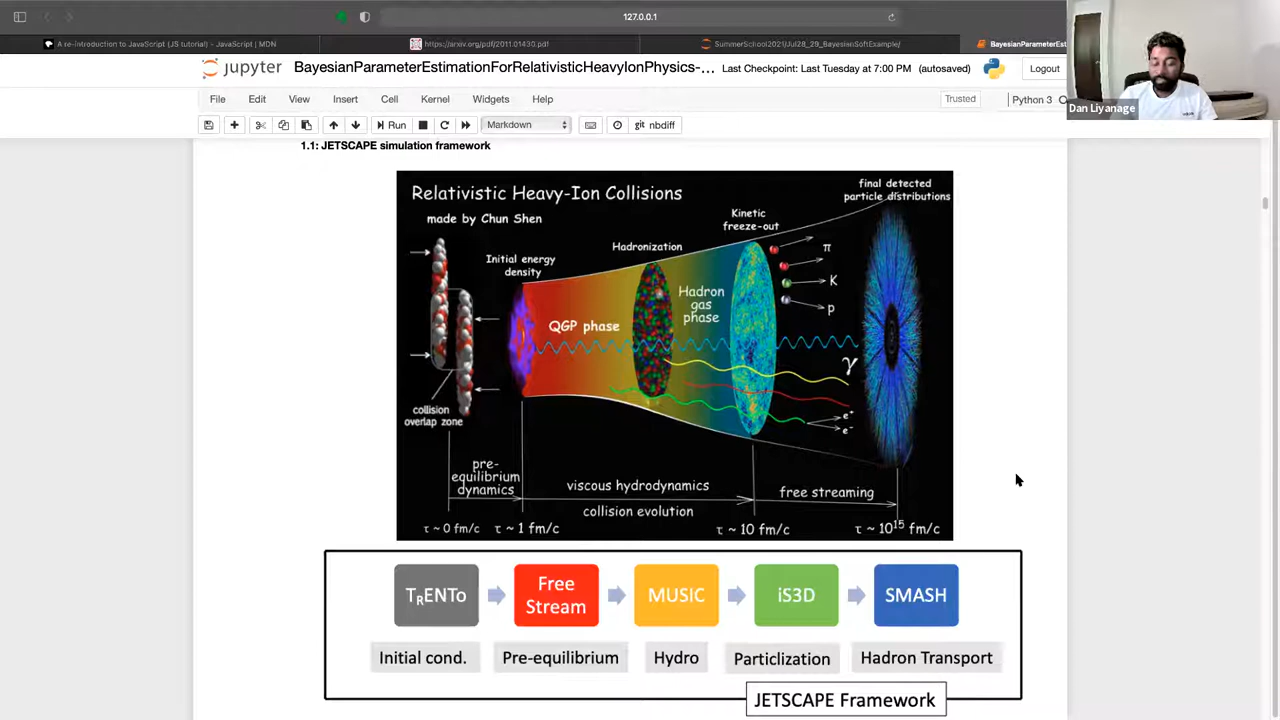 127.0.0.1
A re-introduction to JavaScript (JS tutorial) - JavaScript | MDN
https://arxiv.org/pdf/2011.01430.pdf
SummerSchool2021/Jul28_29_BayesianSoftExample/
BayesianParameterEst
jupyter BayesianParameterEstimationForRelativisticHeavyIonPhysics-... Last Checkpoint: Last Tuesday at 7:00 PM (autosaved) Logout
Dan Liyanage
File Edit View Insert Cell Kernel Widgets Help Trusted Python 3
Run Markdown git nbdiff
1.1: JETSCAPE simulation framework
Relativistic Heavy-Ion Collisions
made by Chun Shen
final detected
particle distributions
Kinetic
freeze-out
Hadronization
Initial energy
density
π
K
p
QGP phase
Hadron
gas
phase
γ
e+
e-
collision
overlap zone
pre-
equilibrium
dynamics
viscous hydrodynamics
collision evolution
free streaming
τ ~ 0 fm/c τ ~ 1 fm/c τ ~ 10 fm/c τ ~ 10¹⁵ fm/c
TRENTo
Free
Stream
MUSIC
iS3D
SMASH
Initial cond. Pre-equilibrium Hydro Particlization Hadron Transport
JETSCAPE Framework